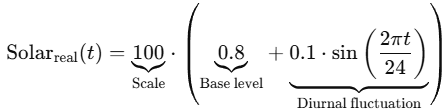 Solar_real(t) = 100 · ( 0.8 + 0.1 · sin ( 2πt / 24 ) )
Scale
Base level
Diurnal fluctuation